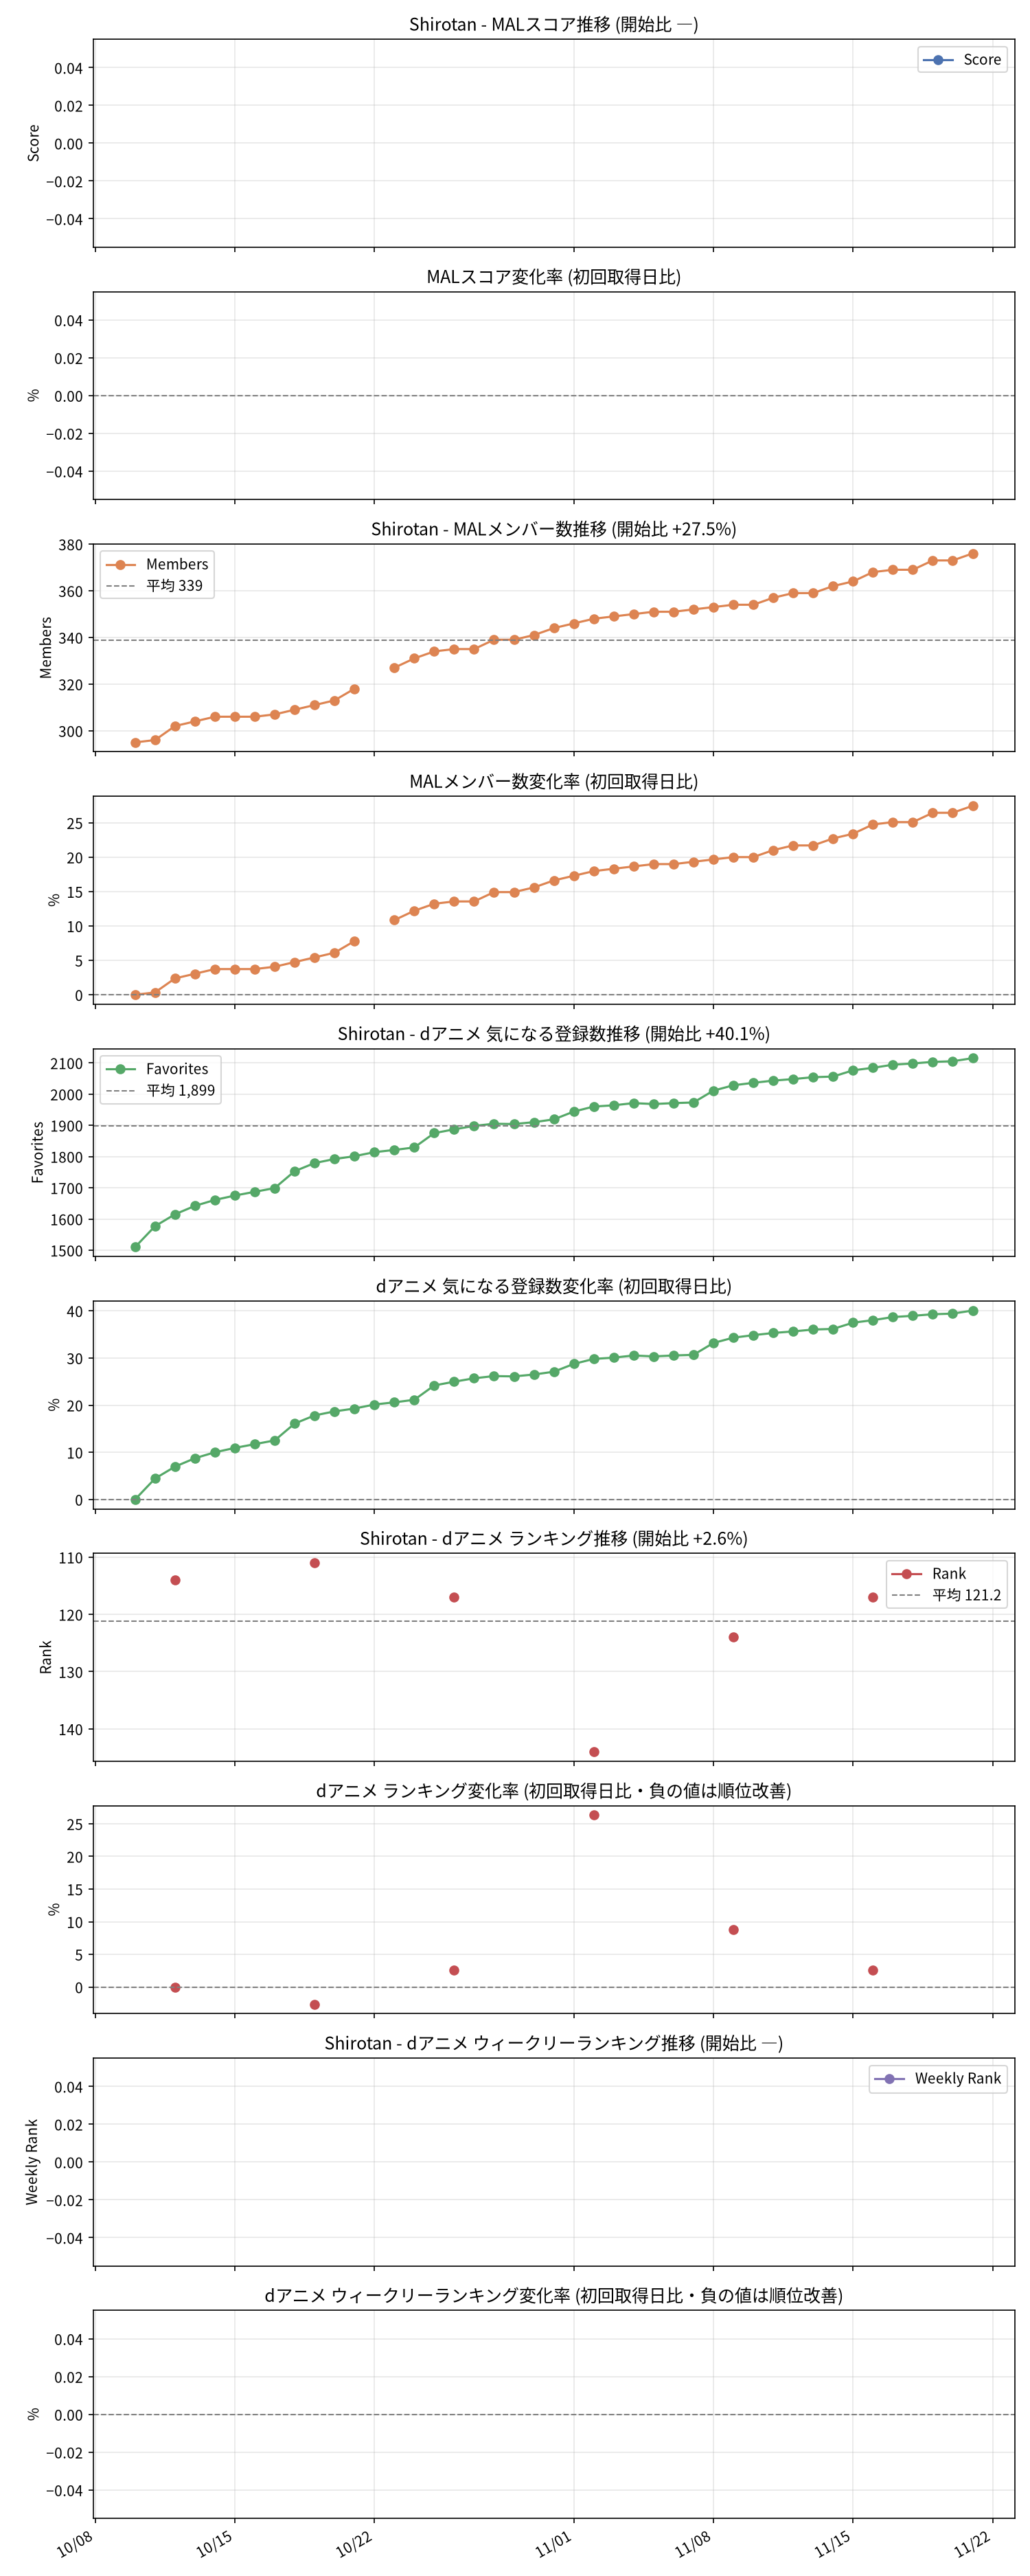 Shirotan - MALスコア推移 (開始比 —)
Score
0.04
0.02
0.00
−0.02
−0.04
Score
MALスコア変化率 (初回取得日比)
0.04
0.02
0.00
−0.02
−0.04
%
Shirotan - MALメンバー数推移 (開始比 +27.5%)
Members
平均 339
380
360
340
320
300
Members
MALメンバー数変化率 (初回取得日比)
25
20
15
10
5
0
%
Shirotan - dアニメ 気になる登録数推移 (開始比 +40.1%)
Favorites
平均 1,899
2100
2000
1900
1800
1700
1600
1500
Favorites
dアニメ 気になる登録数変化率 (初回取得日比)
40
30
20
10
0
%
Shirotan - dアニメ ランキング推移 (開始比 +2.6%)
Rank
平均 121.2
110
120
130
140
Rank
dアニメ ランキング変化率 (初回取得日比・負の値は順位改善)
25
20
15
10
5
0
%
Shirotan - dアニメ ウィークリーランキング推移 (開始比 —)
Weekly Rank
0.04
0.02
0.00
−0.02
−0.04
Weekly Rank
dアニメ ウィークリーランキング変化率 (初回取得日比・負の値は順位改善)
0.04
0.02
0.00
−0.02
−0.04
%
10/08
10/15
10/22
11/01
11/08
11/15
11/22